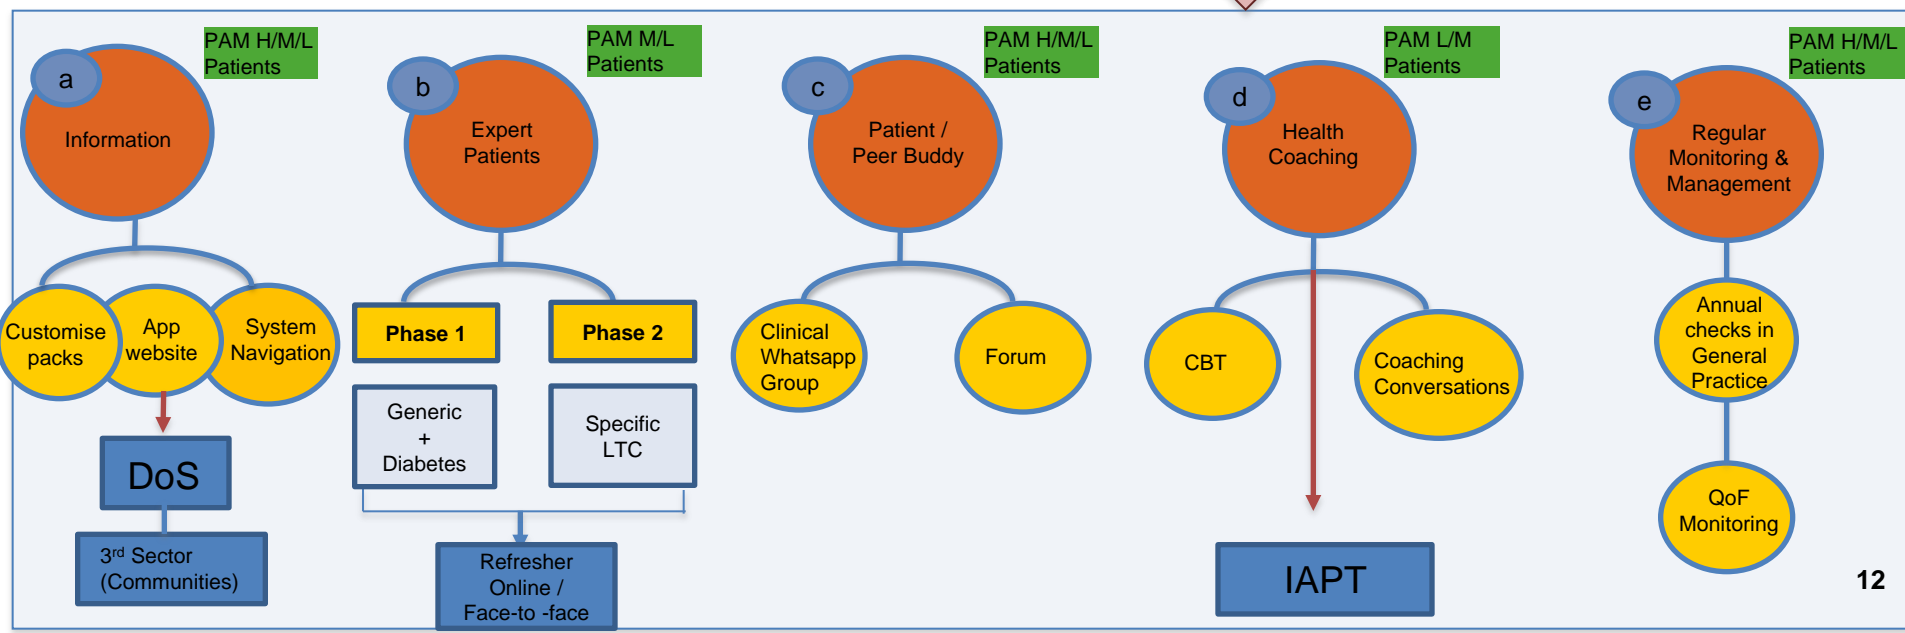 a
PAM H/M/L
Patients
Information
Customise
packs
App
website
System
Navigation
DoS
3rd Sector
(Communities)
b
PAM M/L
Patients
Expert
Patients
Phase 1
Phase 2
Generic
+
Diabetes
Specific
LTC
Refresher
Online /
Face-to -face
c
PAM H/M/L
Patients
Patient /
Peer Buddy
Clinical
Whatsapp
Group
Forum
d
PAM L/M
Patients
Health
Coaching
CBT
Coaching
Conversations
IAPT
e
PAM H/M/L
Patients
Regular
Monitoring &
Management
Annual
checks in
General
Practice
QoF
Monitoring
12